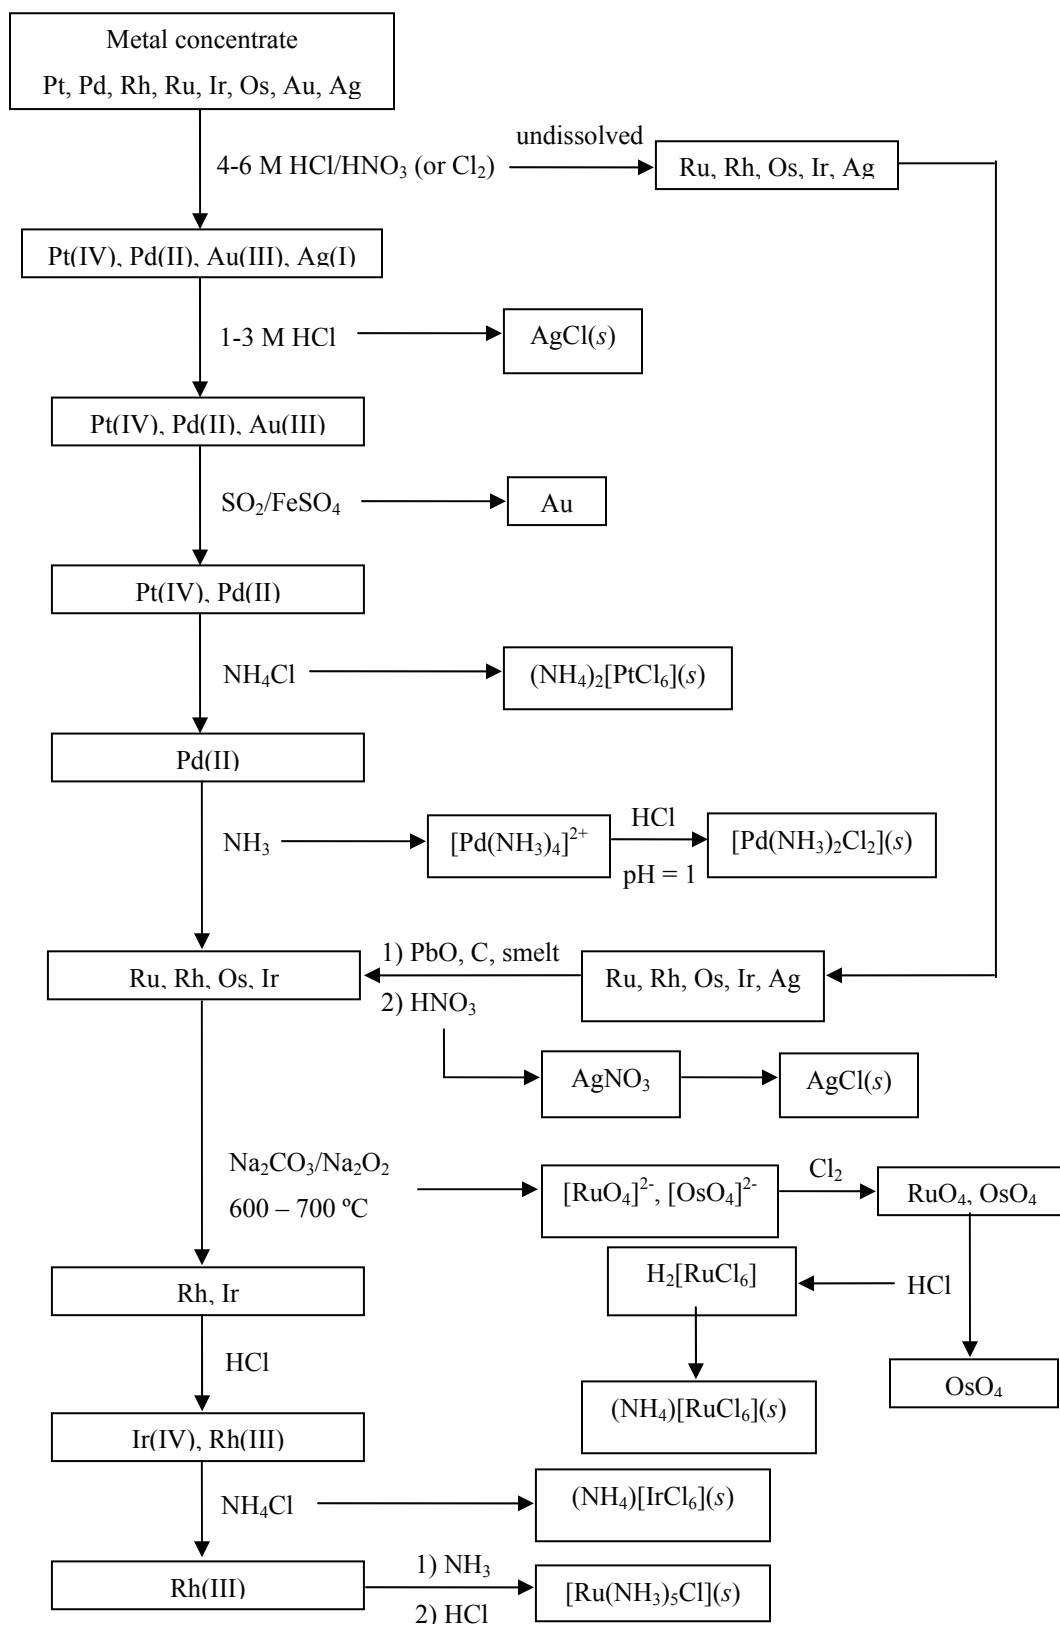 Metal concentrate
Pt, Pd, Rh, Ru, Ir, Os, Au, Ag
4-6 M HCl/HNO₃ (or Cl₂)
undissolved
Ru, Rh, Os, Ir, Ag
Pt(IV), Pd(II), Au(III), Ag(I)
1-3 M HCl
AgCl(s)
Pt(IV), Pd(II), Au(III)
SO₂/FeSO₄
Au
Pt(IV), Pd(II)
NH₄Cl
(NH₄)₂[PtCl₆](s)
Pd(II)
NH₃
[Pd(NH₃)₄]²⁺
HCl
pH = 1
[Pd(NH₃)₂Cl₂](s)
Ru, Rh, Os, Ir
1) PbO, C, smelt
2) HNO₃
Ru, Rh, Os, Ir, Ag
AgNO₃
AgCl(s)
Na₂CO₃/Na₂O₂
600 – 700 ºC
[RuO₄]²⁻, [OsO₄]²⁻
Cl₂
RuO₄, OsO₄
H₂[RuCl₆]
HCl
Rh, Ir
HCl
OsO₄
(NH₄)[RuCl₆](s)
Ir(IV), Rh(III)
NH₄Cl
(NH₄)[IrCl₆](s)
Rh(III)
1) NH₃
2) HCl
[Ru(NH₃)₅Cl](s)